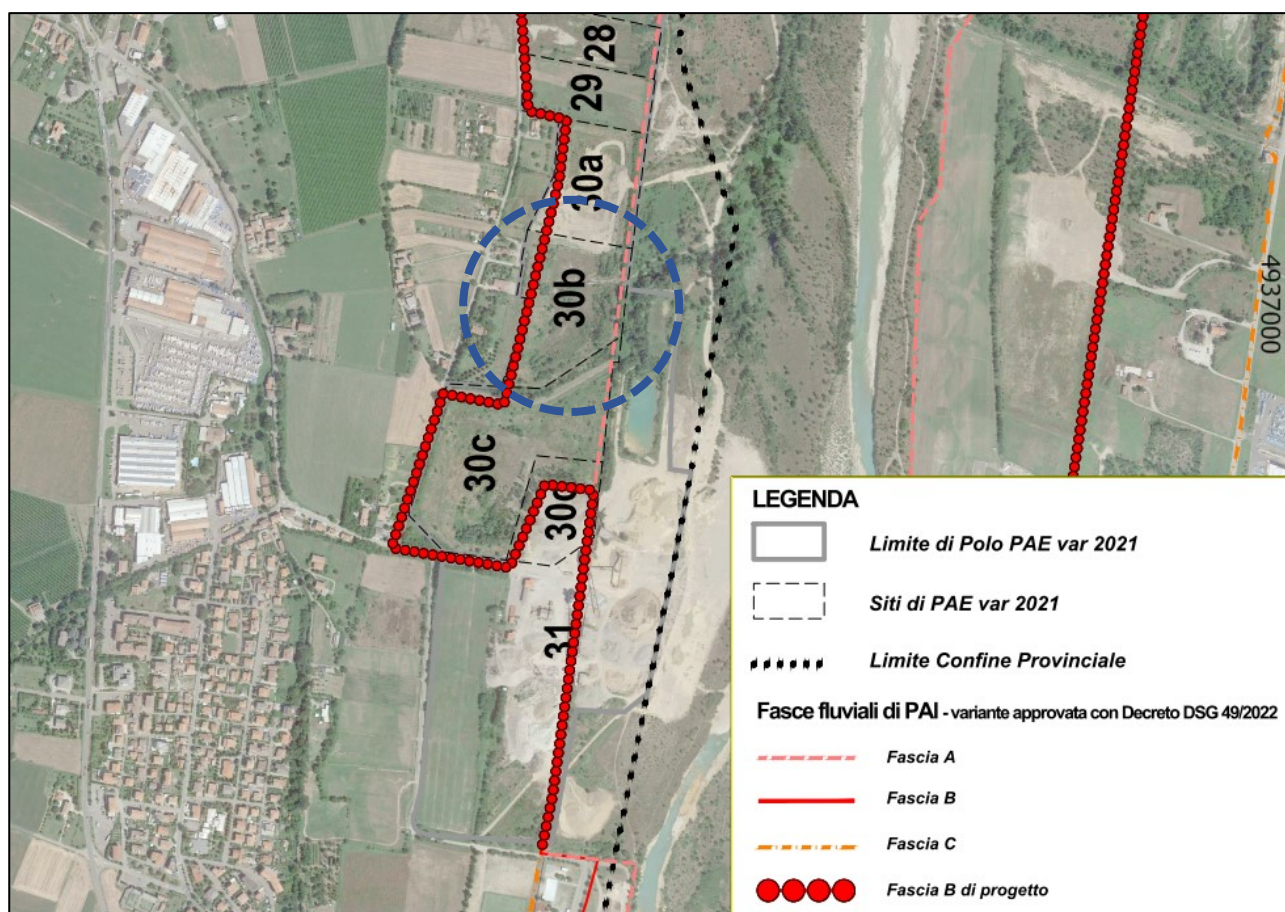 28
29
30a
30b
30c
30d
31
4937000
LEGENDA
Limite di Polo PAE var 2021
Siti di PAE var 2021
Limite Confine Provinciale
Fasce fluviali di PAI - variante approvata con Decreto DSG 49/2022
Fascia A
Fascia B
Fascia C
Fascia B di progetto